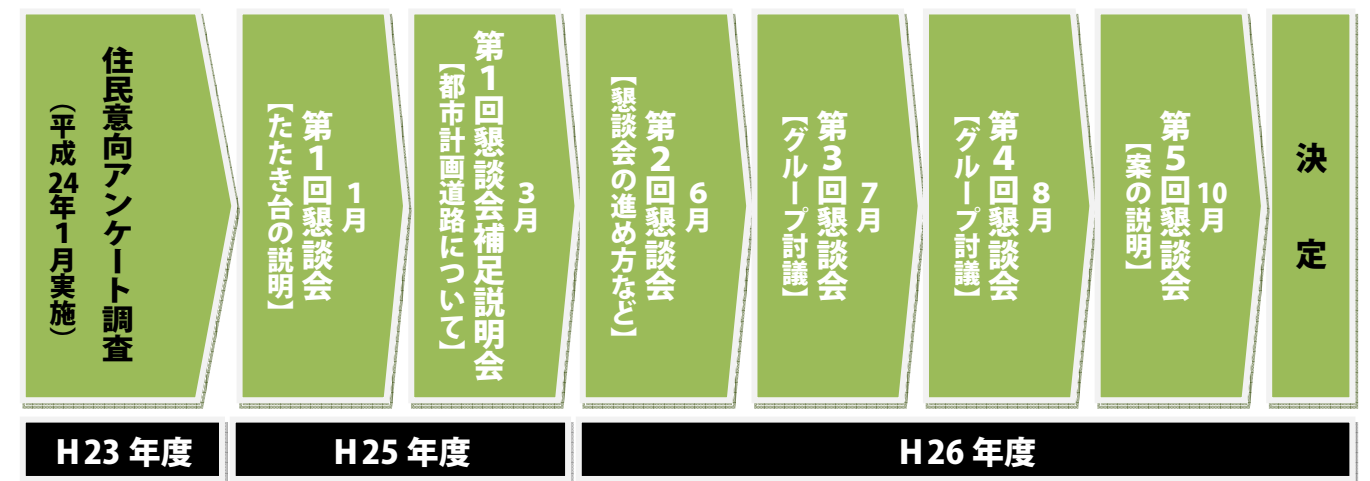 住民意向アンケート調査
（平成24年1月実施）
1月
第1回懇談会
【たたき台の説明】
3月
第1回懇談会補足説明会
【都市計画道路について】
6月
第2回懇談会
【懇談会の進め方など】
7月
第3回懇談会
【グループ討議】
8月
第4回懇談会
【グループ討議】
10月
第5回懇談会
【案の説明】
決定
H23年度
H25年度
H26年度